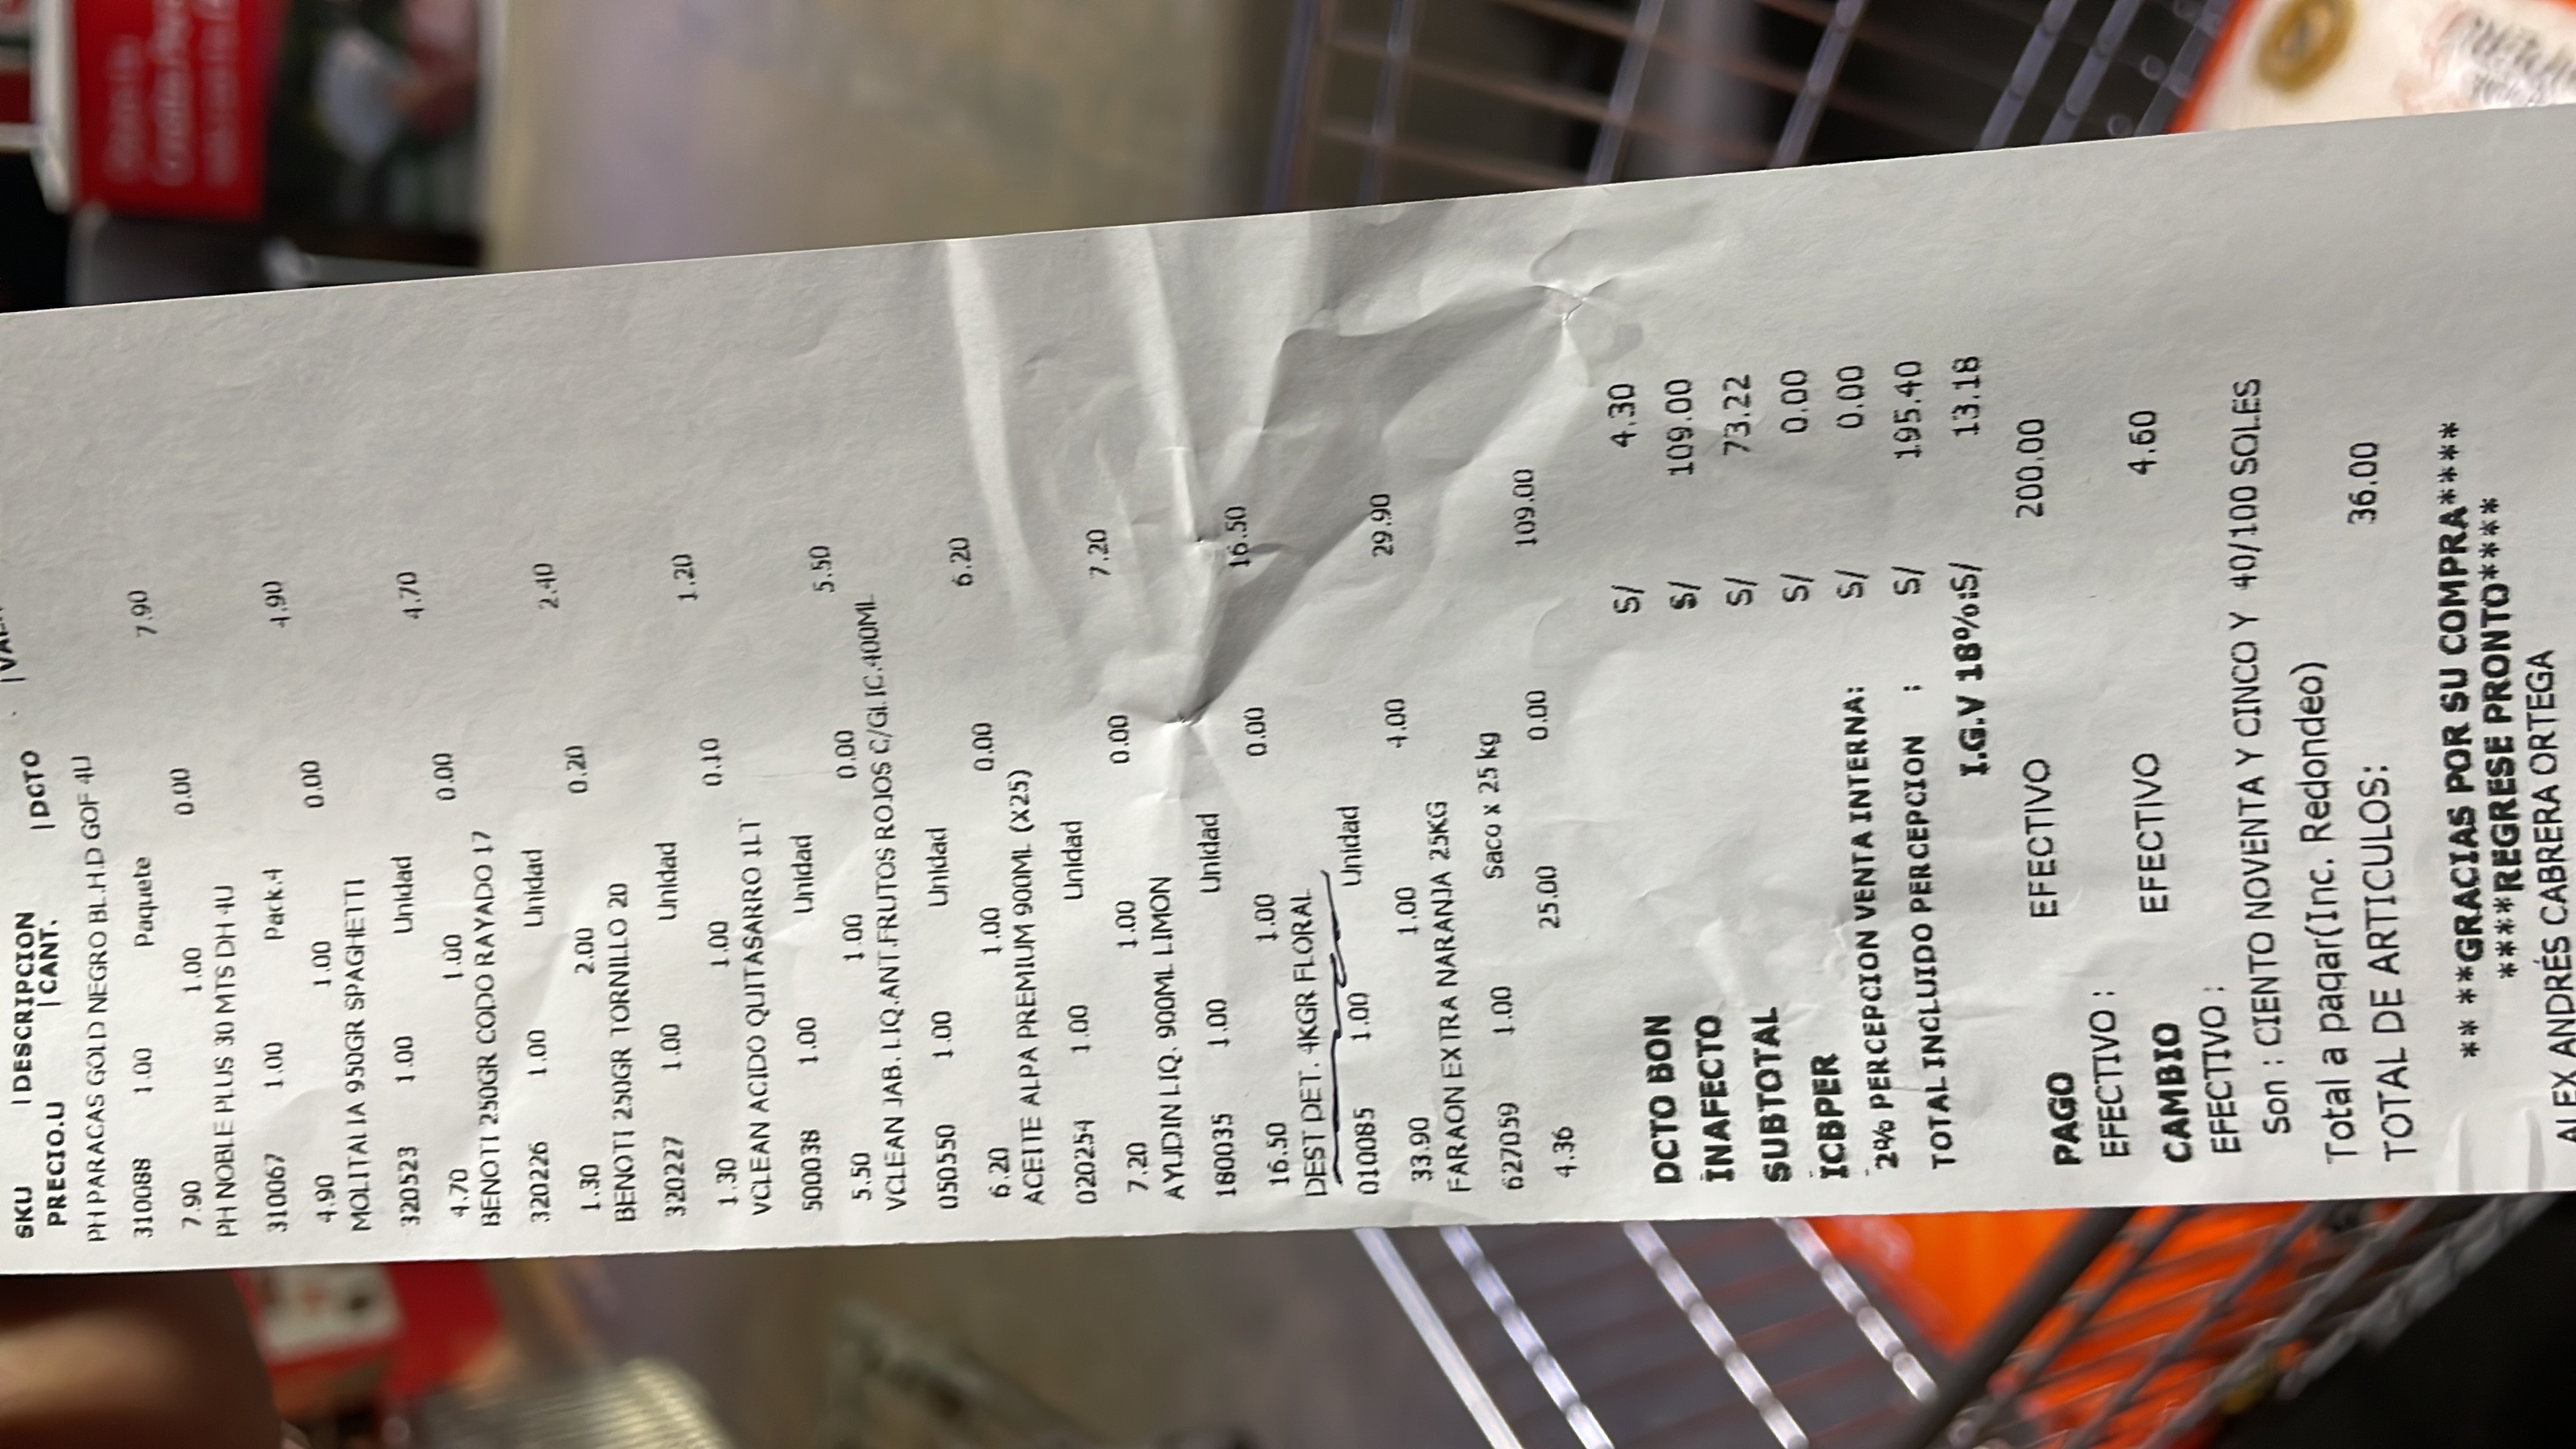 SKU |DESCRIPCION
PRECIO.U |CANT. |DCTO
PH PARACAS GOLD NEGRO BL.H.D GOF 4U
310088 1.00 Paquete 7.90
7.90 1.00 0.00
PH NOBLE PLUS 30 MTS DH 4U
310067 1.00 Pack.4 4.90
4.90 1.00 0.00
MOLITALIA 950GR SPAGHETTI
320523 1.00 Unidad 4.70
4.70 1.00 0.00
BENOTI 250GR CODO RAYADO 17
320226 1.00 Unidad 2.40
1.30 2.00 0.20
BENOTI 250GR TORNILLO 20
320227 1.00 Unidad 1.20
1.30 1.00 0.10
VCLEAN ACIDO QUITASARRO 1LT
500038 1.00 Unidad 5.50
5.50 1.00 0.00
VCLEAN JAB. LIQ.ANT.FRUTOS ROJOS C/GLIC.400ML
050550 1.00 Unidad 6.20
6.20 1.00 0.00
ACEITE ALPA PREMIUM 900ML (X25)
020254 1.00 Unidad 7.20
7.20 1.00 0.00
AYUDIN LIQ. 900ML LIMON
180035 1.00 Unidad 16.50
16.50 1.00 0.00
DEST DET. 4KGR FLORAL
010085 1.00 Unidad 29.90
33.90 1.00 4.00
FARAON EXTRA NARANJA 25KG
627059 1.00 Saco x 25 kg 109.00
4.36 25.00 0.00
DCTO BON S/ 4.30
INAFECTO S/ 109.00
SUBTOTAL S/ 73.22
ICBPER S/ 0.00
2% PERCEPCION VENTA INTERNA: S/ 0.00
TOTAL INCLUIDO PERCEPCION : S/ 195.40
I.G.V 18%:S/ 13.18
PAGO EFECTIVO 200.00
EFECTIVO :
CAMBIO EFECTIVO 4.60
EFECTIVO :
Son : CIENTO NOVENTA Y CINCO Y 40/100 SOLES
Total a pagar(Inc. Redondeo)
TOTAL DE ARTICULOS: 36.00
** **GRACIAS POR SU COMPRA****
****REGRESE PRONTO****
ALEX ANDRÉS CABRERA ORTEGA